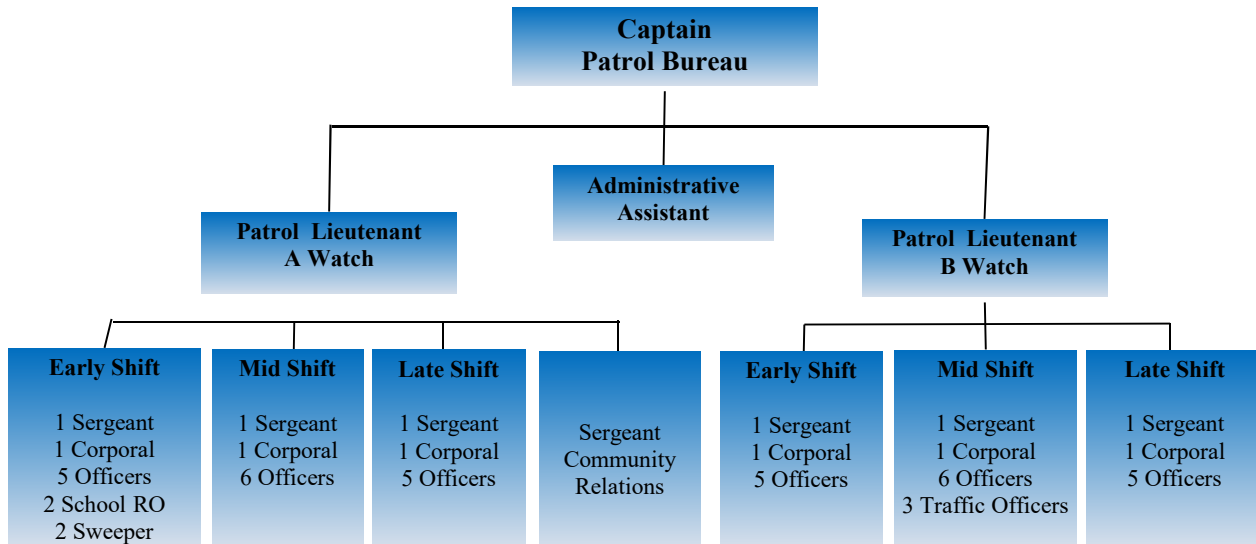 Captain
Patrol Bureau
Administrative
Assistant
Patrol Lieutenant
A Watch
Patrol Lieutenant
B Watch
Early Shift
1 Sergeant
1 Corporal
5 Officers
2 School RO
2 Sweeper
Mid Shift
1 Sergeant
1 Corporal
6 Officers
Late Shift
1 Sergeant
1 Corporal
5 Officers
Sergeant
Community
Relations
Early Shift
1 Sergeant
1 Corporal
5 Officers
Mid Shift
1 Sergeant
1 Corporal
6 Officers
3 Traffic Officers
Late Shift
1 Sergeant
1 Corporal
5 Officers